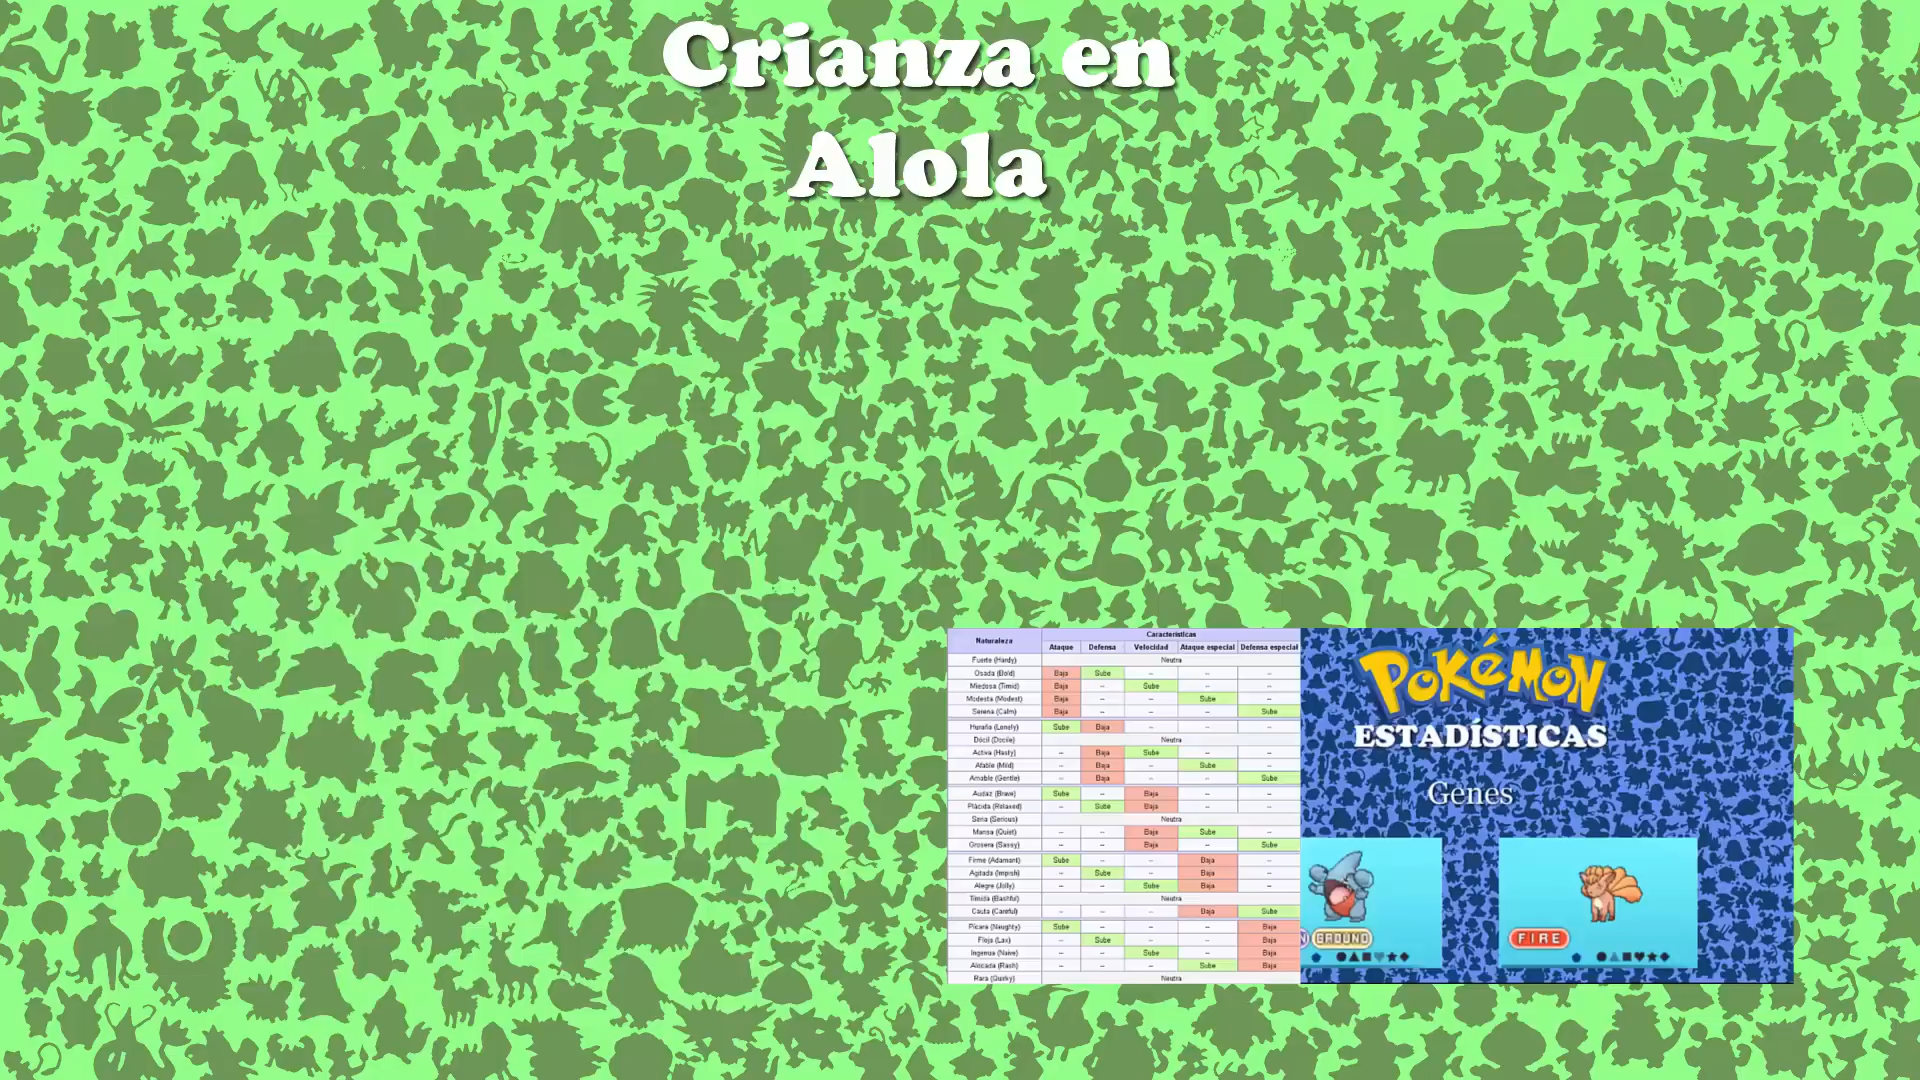 Crianza en
Alola
Naturaleza Características
Ataque Defensa Velocidad Ataque especial Defensa especial
Fuerte (Hardy) Neutra
Osada (Bold) Baja Sube -- -- --
Miedosa (Timid) Baja -- Sube -- --
Modesta (Modest) Baja -- -- Sube --
Serena (Calm) Baja -- -- -- Sube
Huraña (Lonely) Sube Baja -- -- --
Dócil (Docile) Neutra
Activa (Hasty) -- Baja Sube -- --
Afable (Mild) -- Baja -- Sube --
Amable (Gentle) -- Baja -- -- Sube
Audaz (Brave) Sube -- Baja -- --
Plácida (Relaxed) -- Sube Baja -- --
Seria (Serious) Neutra
Mansa (Quiet) -- -- Baja Sube --
Grosera (Sassy) -- -- Baja -- Sube
Firme (Adamant) Sube -- -- Baja --
Agitada (Impish) -- Sube -- Baja --
Alegre (Jolly) -- -- Sube Baja --
Tímida (Bashful) Neutra
Cauta (Careful) -- -- -- Baja Sube
Pícara (Naughty) Sube -- -- -- Baja
Floja (Lax) -- Sube -- -- Baja
Ingenua (Naive) -- -- Sube -- Baja
Alocada (Rash) -- -- -- Sube Baja
Rara (Quirky) Neutra
POKéMON
ESTADÍSTICAS
Genes
N GROUND
FIRE